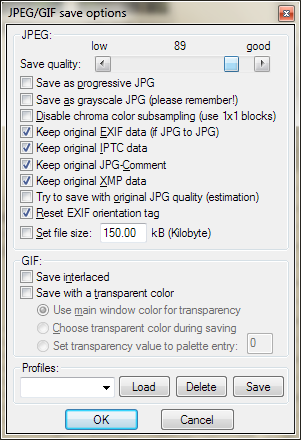 JPEG/GIF save options
JPEG:
low 89 good
Save quality:
Save as progressive JPG
Save as grayscale JPG (please remember!)
Disable chroma color subsampling (use 1x1 blocks)
Keep original EXIF data (if JPG to JPG)
Keep original IPTC data
Keep original JPG-Comment
Keep original XMP data
Try to save with original JPG quality (estimation)
Reset EXIF orientation tag
Set file size: 150.00 kB (Kilobyte)
GIF:
Save interlaced
Save with a transparent color
Use main window color for transparency
Choose transparent color during saving
Set transparency value to palette entry: 0
Profiles:
Load Delete Save
OK Cancel